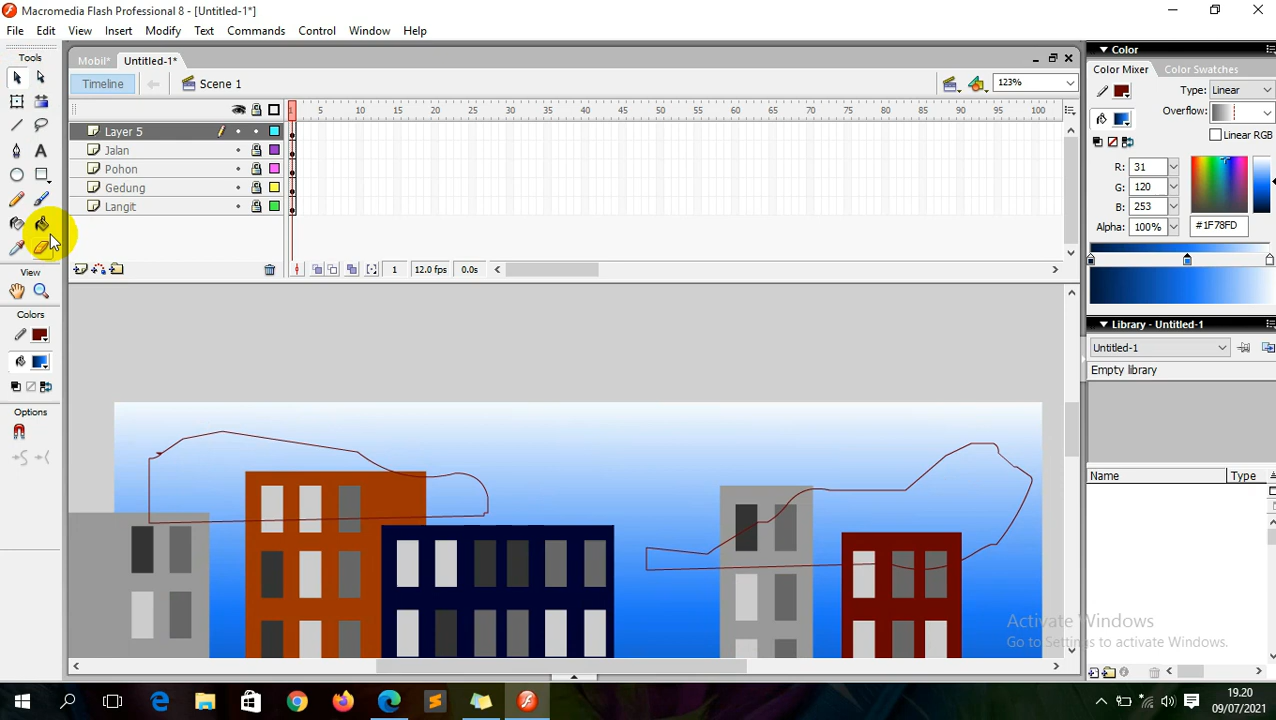 Macromedia Flash Professional 8 - [Untitled-1*]
File Edit View Insert Modify Text Commands Control Window Help
Tools
Mobil* Untitled-1*
Timeline Scene 1 123%
1 5 10 15 20 25 30 35 40 45 50 55 60 65 70 75 80 85 90 95 100
Layer 5
Jalan
Pohon
Gedung
Langit
1 12.0 fps 0.0s
View
Colors
Options
Color
Color Mixer Color Swatches
Type: Linear
Overflow:
Linear RGB
R: 31
G: 120
B: 253
Alpha: 100% #1F78FD
Library - Untitled-1
Untitled-1
Empty library
Name Type
Activate Windows
Go to Settings to activate Windows.
19.20
09/07/2021